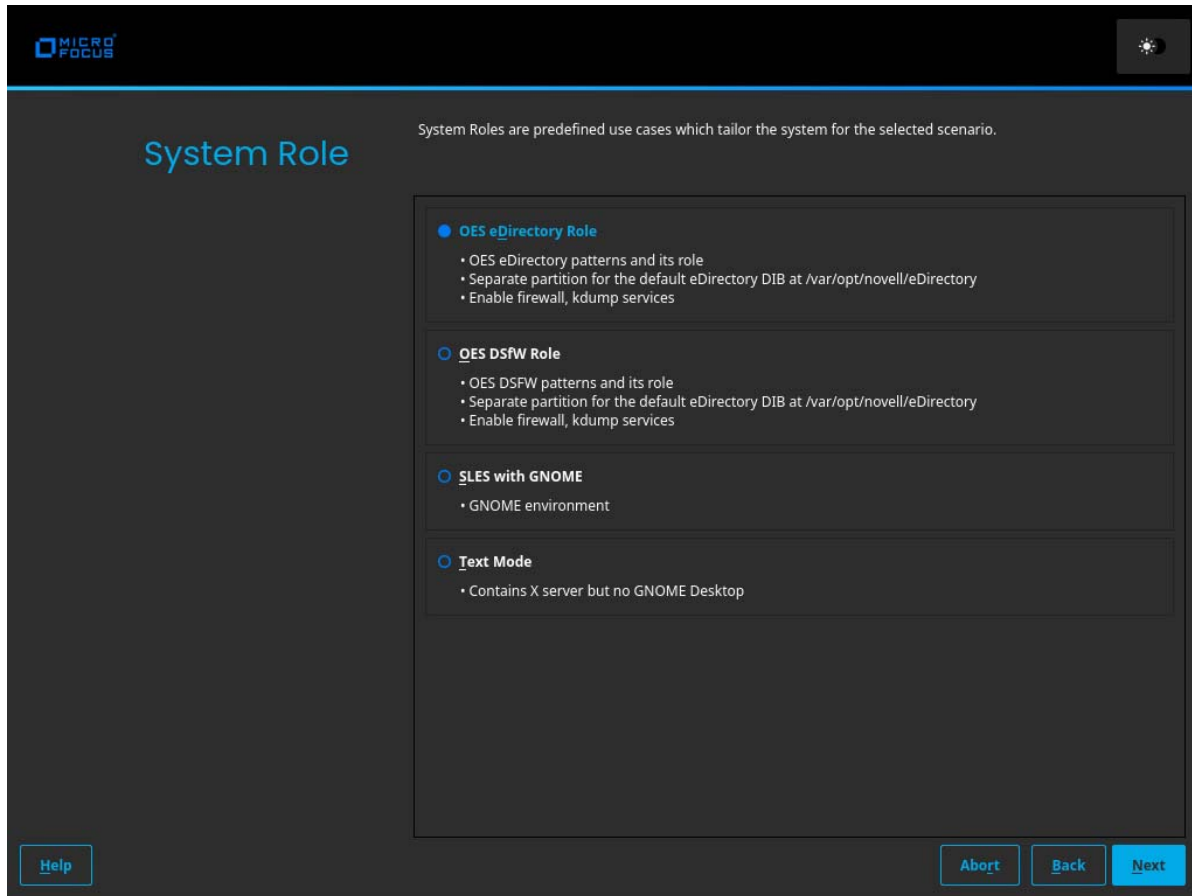 MICRO
FOCUS
System Role
System Roles are predefined use cases which tailor the system for the selected scenario.
OES eDirectory Role
• OES eDirectory patterns and its role
• Separate partition for the default eDirectory DIB at /var/opt/novell/eDirectory
• Enable firewall, kdump services
OES DSfW Role
• OES DSFW patterns and its role
• Separate partition for the default eDirectory DIB at /var/opt/novell/eDirectory
• Enable firewall, kdump services
SLES with GNOME
• GNOME environment
Text Mode
• Contains X server but no GNOME Desktop
Help
Abort
Back
Next